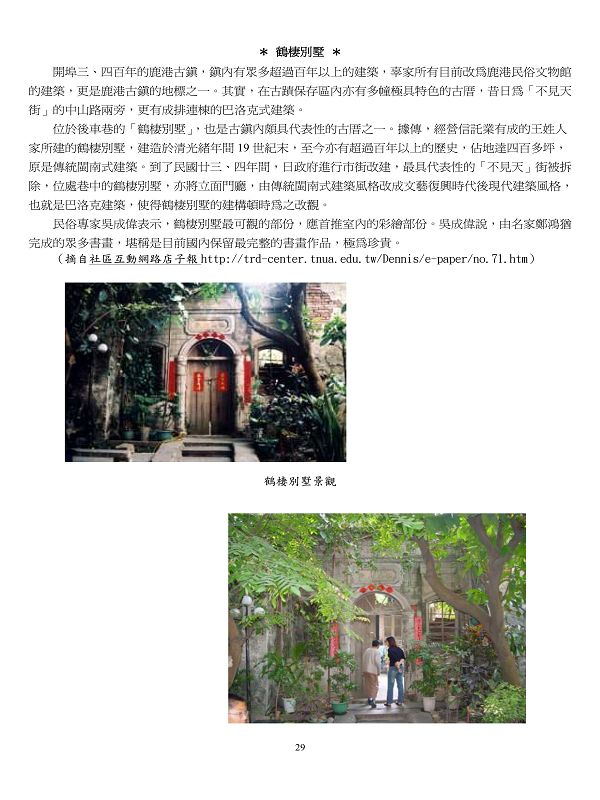 ＊ 鶴棲別墅 ＊
開埠三、四百年的鹿港古鎮，鎮內有眾多超過百年以上的建築，辜家所有目前改為鹿港民俗文物館
的建築，更是鹿港古鎮的地標之一。其實，在古蹟保存區內亦有多幢極具特色的古厝，昔日為「不見天
街」的中山路兩旁，更有成排連棟的巴洛克式建築。
位於後車巷的「鶴棲別墅」，也是古鎮內頗具代表性的古厝之一。據傳，經營信託業有成的王姓人
家所建的鶴棲別墅，建造於清光緒年間 19 世紀末，至今亦有超過百年以上的歷史，佔地達四百多坪，
原是傳統閩南式建築。到了民國廿三、四年間，日政府進行市街改建，最具代表性的「不見天」街被拆
除，位處巷中的鶴棲別墅，亦將立面門廳，由傳統閩南式建築風格改成文藝復興時代後現代建築風格，
也就是巴洛克建築，使得鶴棲別墅的建構頓時為之改觀。
民俗專家吳成偉表示，鶴棲別墅最可觀的部份，應首推室內的彩繪部份。吳成偉說，由名家鄭鴻猶
完成的眾多書畫，堪稱是目前國內保留最完整的書畫作品，極為珍貴。
（摘自社區互動網路店子報 http://trd-center.tnua.edu.tw/Dennis/e-paper/no.71.htm）
鶴棲別墅景觀
29